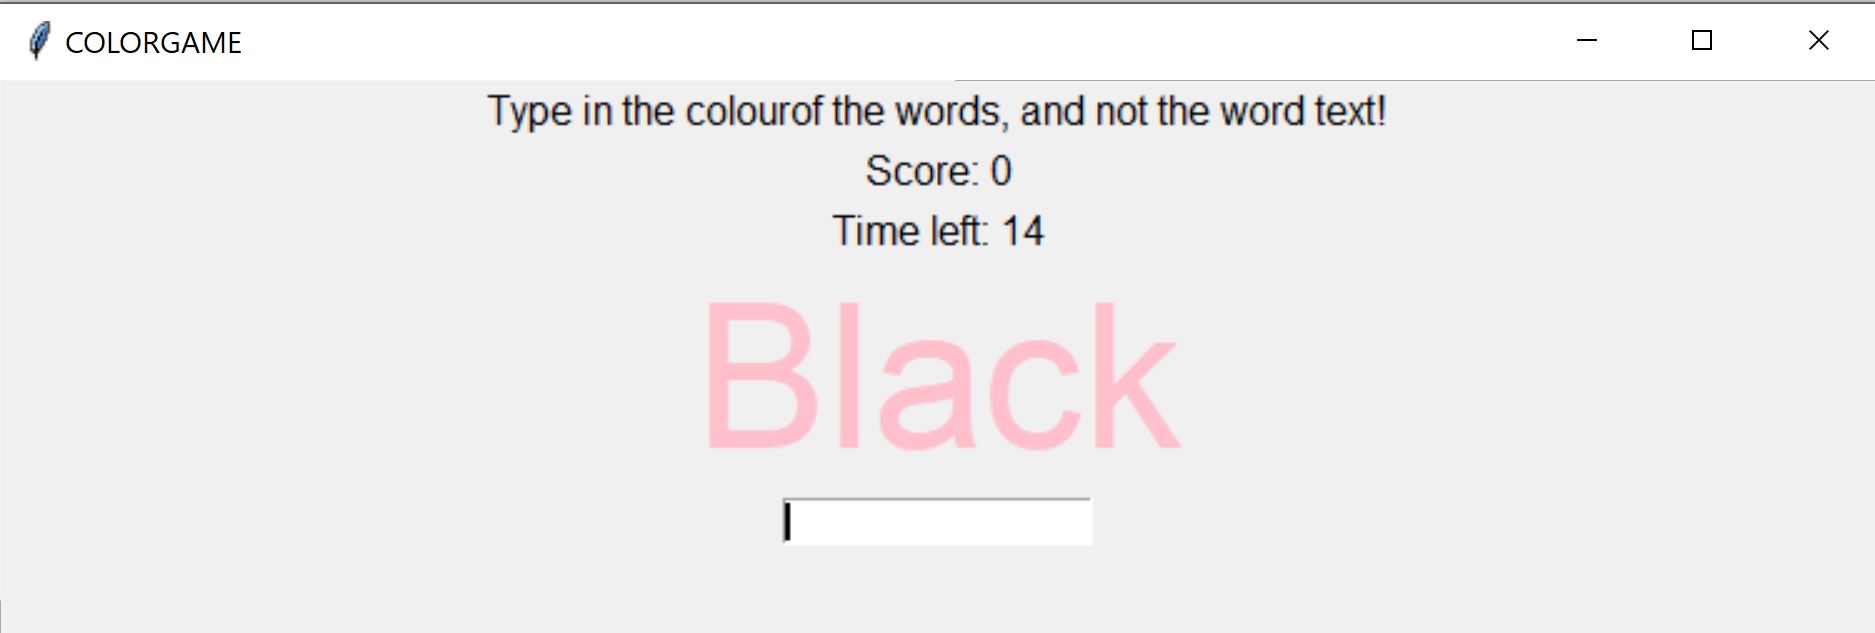 COLORGAME
Type in the colourof the words, and not the word text!
Score: 0
Time left: 14
Black